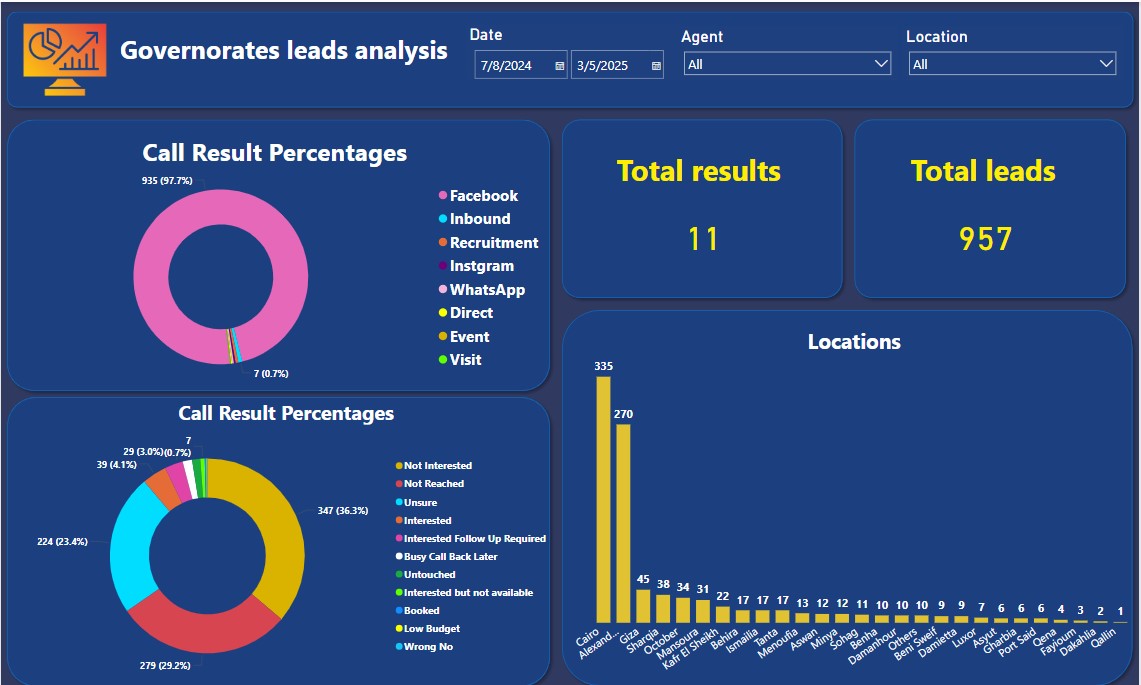 Governorates leads analysis
Date
7/8/2024
3/5/2025
Agent
All
Location
All
Call Result Percentages
935 (97.7%)
7 (0.7%)
Facebook
Inbound
Recruitment
Instgram
WhatsApp
Direct
Event
Visit
Total results
11
Total leads
957
Call Result Percentages
7
(0.7%)
29 (3.0%)
39 (4.1%)
347 (36.3%)
224 (23.4%)
279 (29.2%)
Not Interested
Not Reached
Unsure
Interested
Interested Follow Up Required
Busy Call Back Later
Untouched
Interested but not available
Booked
Low Budget
Wrong No
Locations
335
270
45
38
34
31
22
17
17
17
13
12
12
11
10
10
10
9
9
7
6
6
6
4
3
2
1
Cairo
Alexand...
Giza
Sharqia
October
Mansoura
Kafr El Sheikh
Behira
Ismailia
Tanta
Menoufia
Aswan
Minya
Sohag
Benha
Damanhour
Others
Beni Sweif
Damietta
Luxor
Asyut
Gharbia
Port Said
Qena
Fayioum
Dakahlia
Qallin